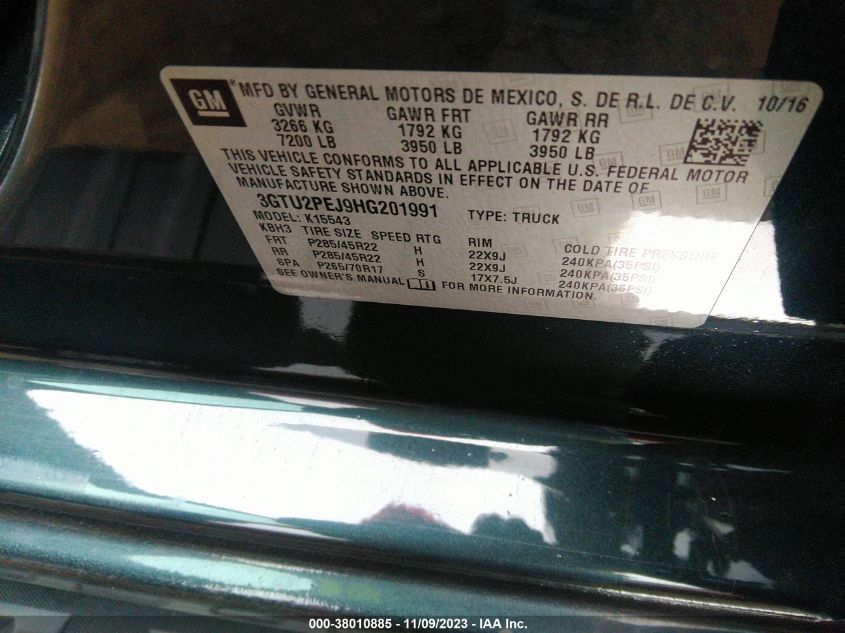 GM® MFD BY GENERAL MOTORS DE MEXICO, S. DE R.L. DE C.V. 10/16
GVWR GAWR FRT GAWR RR
3266 KG 1792 KG 1792 KG
7200 LB 3950 LB 3950 LB
THIS VEHICLE CONFORMS TO ALL APPLICABLE U.S. FEDERAL MOTOR
VEHICLE SAFETY STANDARDS IN EFFECT ON THE DATE OF
MANUFACTURE SHOWN ABOVE.
3GTU2PEJ9HG201991 TYPE: TRUCK
MODEL: K15543
KBH3 TIRE SIZE SPEED RTG RIM COLD TIRE PRESSURE
FRT P285/45R22 H 22X9J 240KPA(35PSI)
RR P285/45R22 H 22X9J 240KPA(35PSI)
SPA P265/70R17 S 17X7.5J 240KPA(35PSI)
SEE OWNER'S MANUAL FOR MORE INFORMATION.
000-38010885 - 11/09/2023 - IAA Inc.